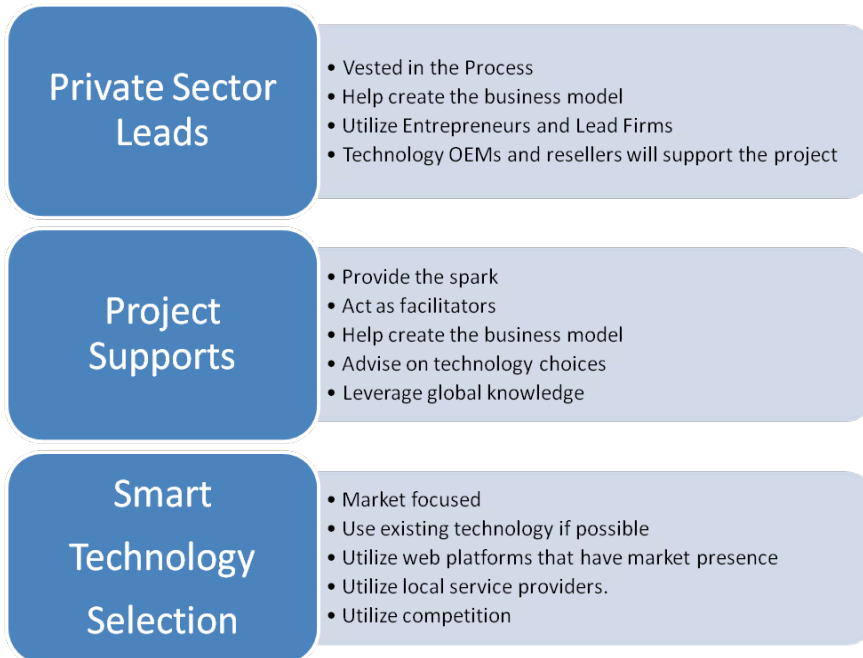 Private Sector
Leads
• Vested in the Process
• Help create the business model
• Utilize Entrepreneurs and Lead Firms
• Technology OEMs and resellers will support the project
Project
Supports
• Provide the spark
• Act as facilitators
• Help create the business model
• Advise on technology choices
• Leverage global knowledge
Smart
Technology
Selection
• Market focused
• Use existing technology if possible
• Utilize web platforms that have market presence
• Utilize local service providers.
• Utilize competition